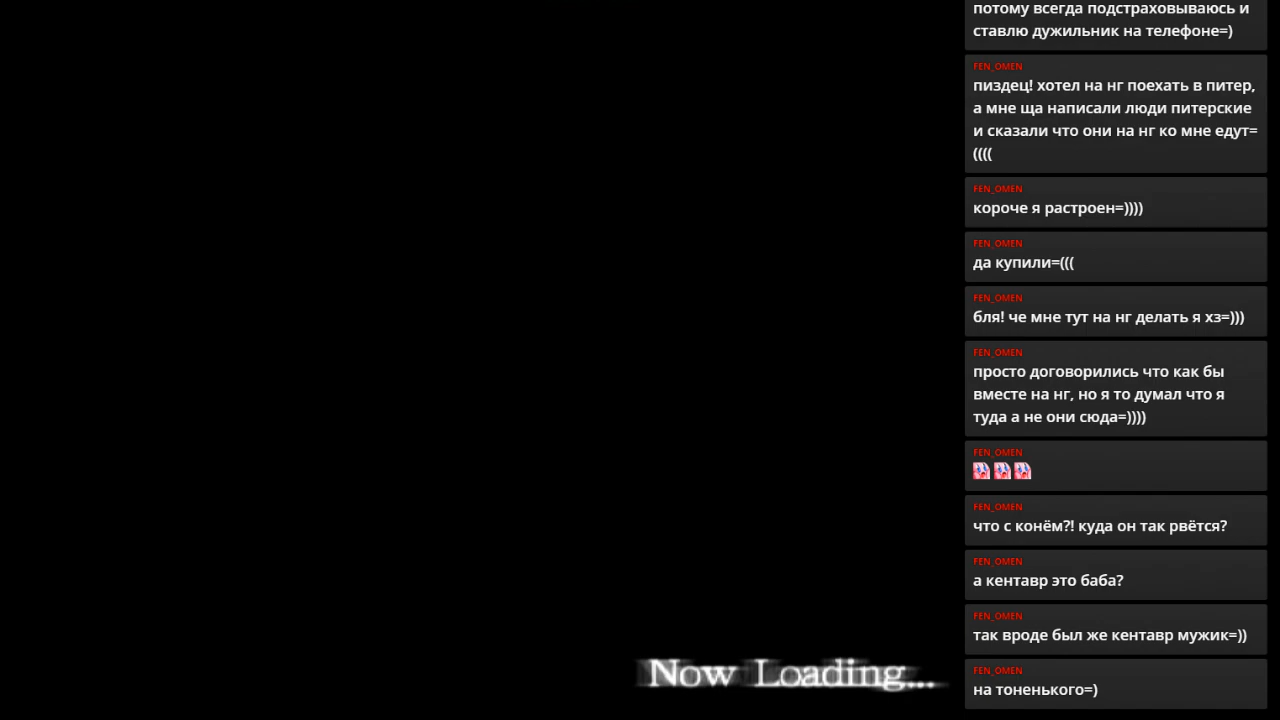 потому всегда подстраховываюсь и
ставлю дужильник на телефоне=)
FEN_OMEN
пиздец! хотел на нг поехать в питер,
а мне ща написали люди питерские
и сказали что они на нг ко мне едут=
((((
FEN_OMEN
короче я растроен=))))
FEN_OMEN
да купили=(((
FEN_OMEN
бля! че мне тут на нг делать я хз=)))
FEN_OMEN
просто договорились что как бы
вместе на нг, но я то думал что я
туда а не они сюда=))))
FEN_OMEN
FEN_OMEN
что с конём?! куда он так рвётся?
FEN_OMEN
а кентавр это баба?
FEN_OMEN
так вроде был же кентавр мужик=))
FEN_OMEN
на тоненького=)
Now Loading...